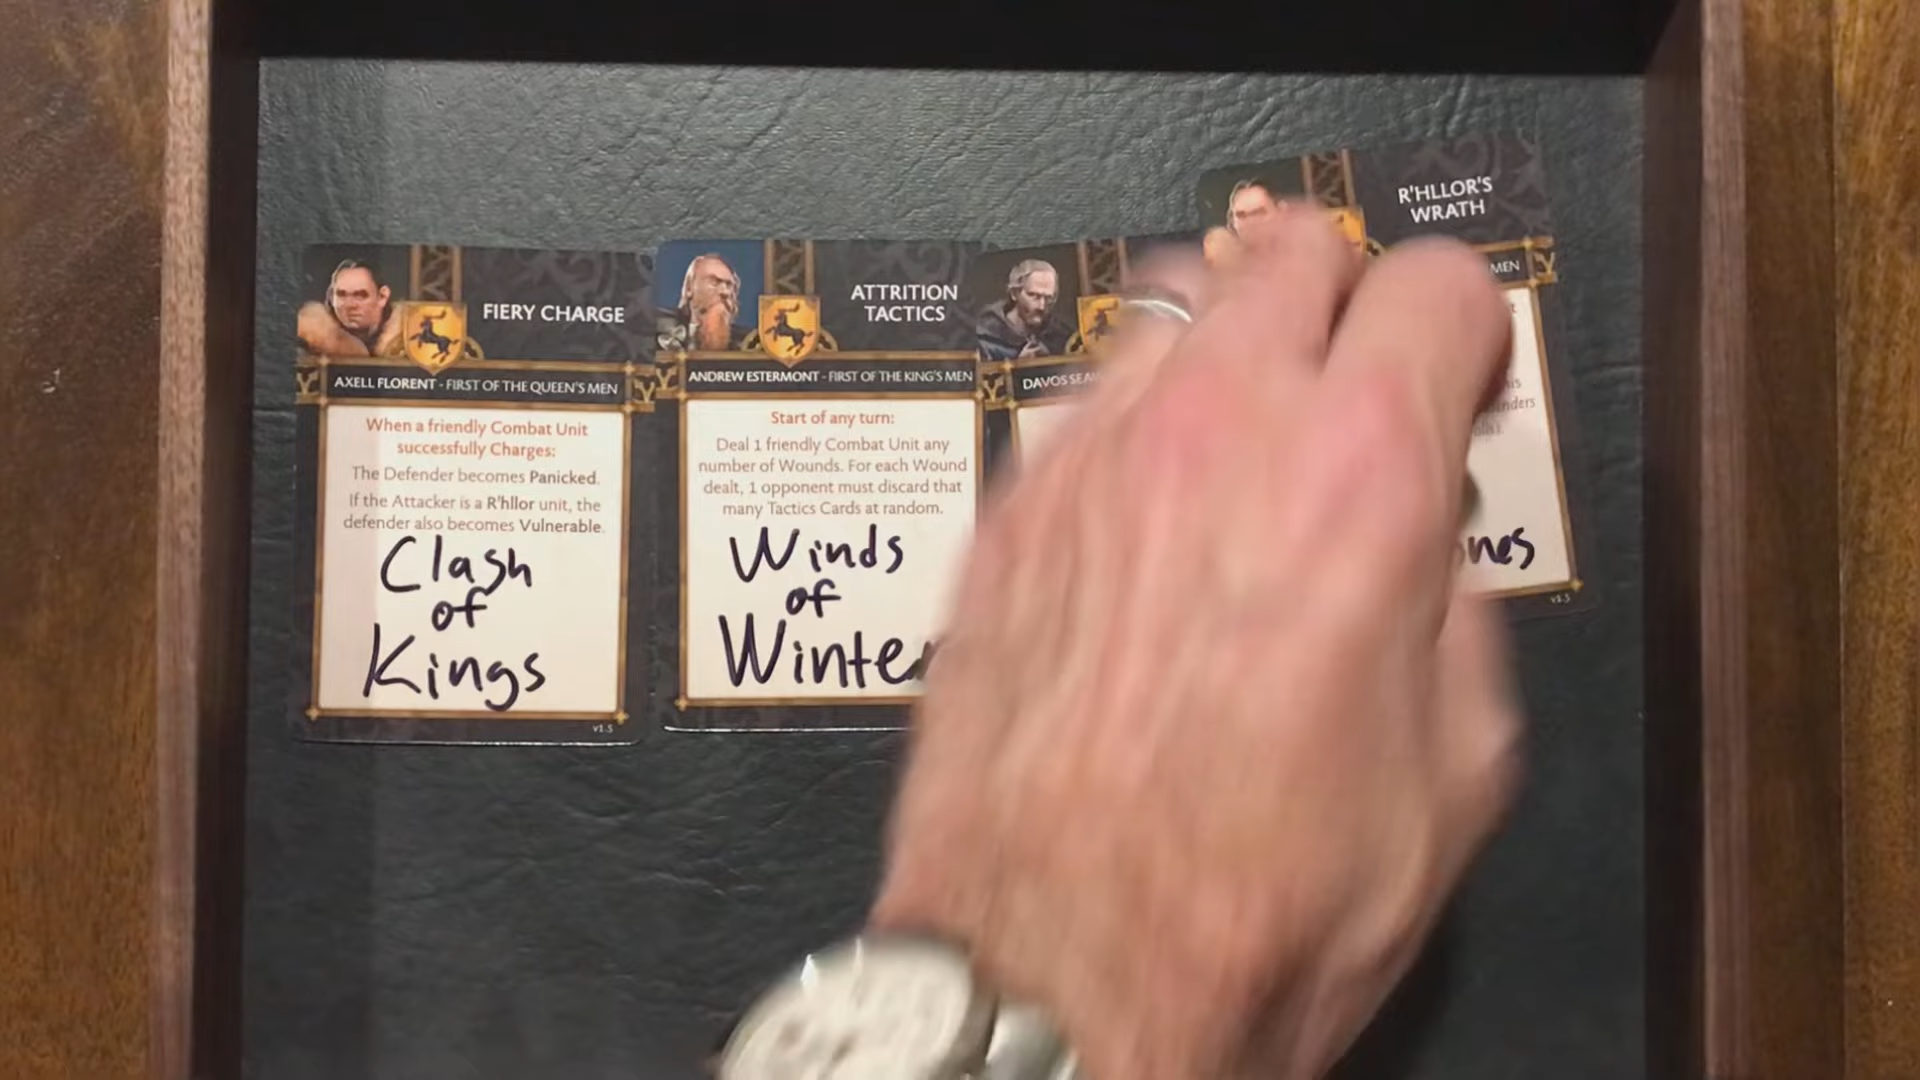 FIERY CHARGE
AXELL FLORENT - FIRST OF THE QUEEN'S MEN
When a friendly Combat Unit
successfully Charges:
The Defender becomes Panicked.
If the Attacker is a R'hllor unit, the
defender also becomes Vulnerable.
Clash
of
Kings
v1.5
ATTRITION
TACTICS
ANDREW ESTERMONT - FIRST OF THE KING'S MEN
Start of any turn:
Deal 1 friendly Combat Unit any
number of Wounds. For each Wound
dealt, 1 opponent must discard that
many Tactics Cards at random.
Winds
of
Winter
DAVOS
R'HLLOR'S
WRATH
MEN
v1.5